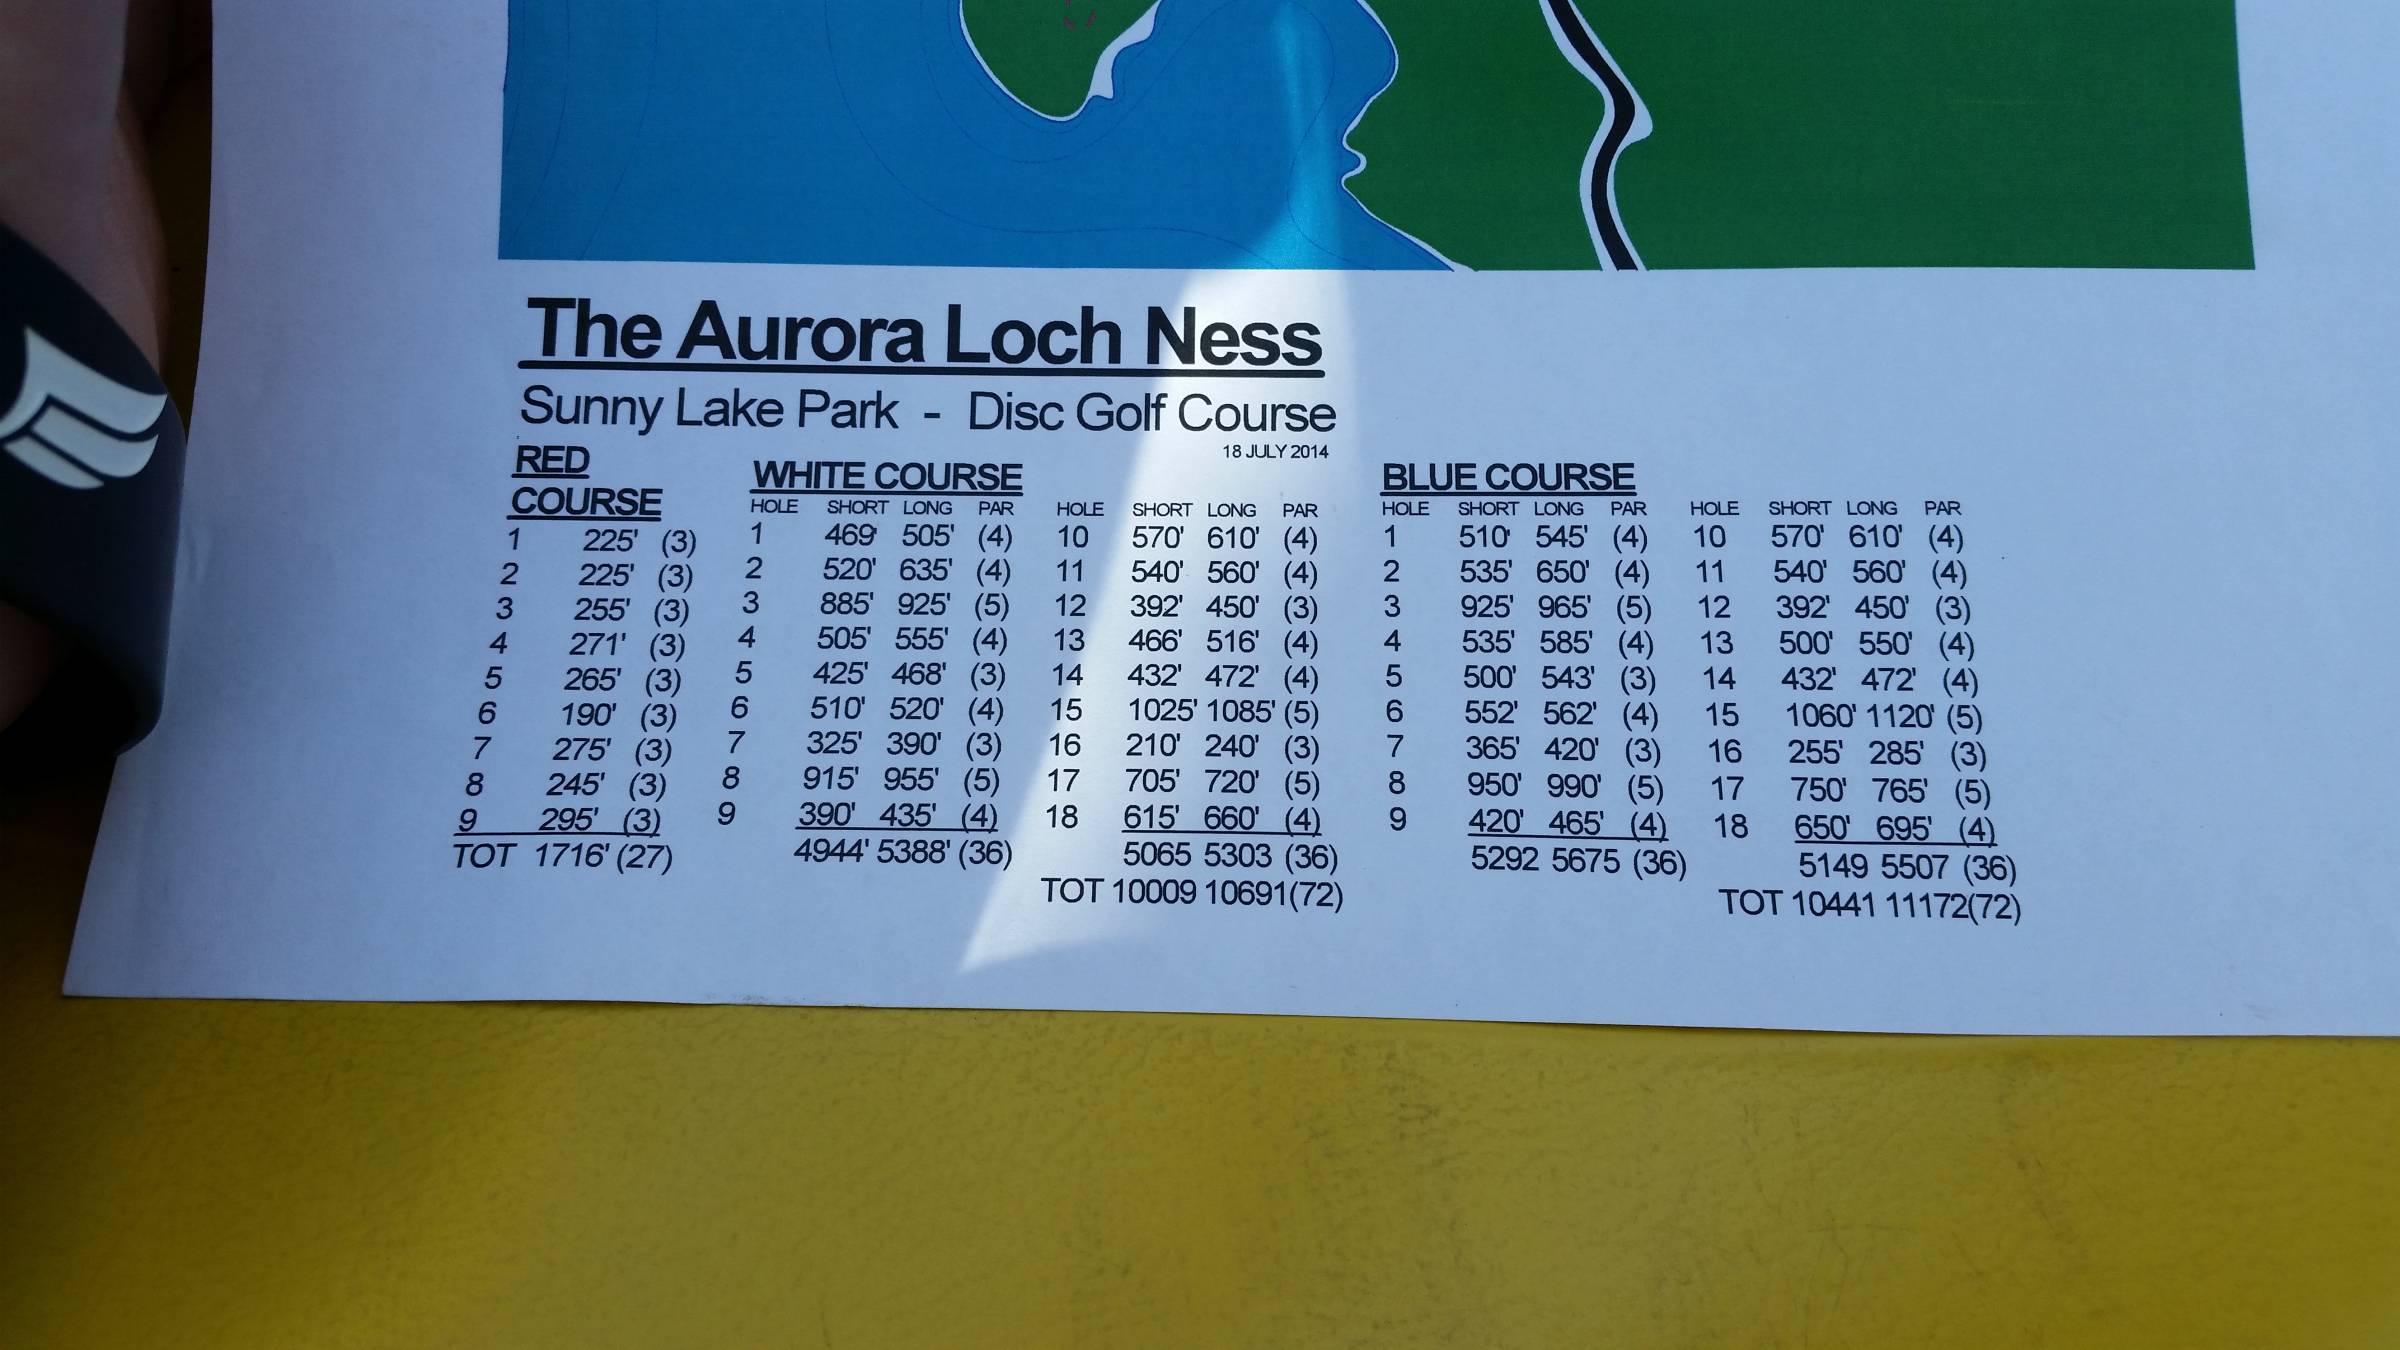 The Aurora Loch Ness
Sunny Lake Park - Disc Golf Course
18 JULY 2014
RED
COURSE
1 225' (3)
2 225' (3)
3 255' (3)
4 271' (3)
5 265' (3)
6 190' (3)
7 275' (3)
8 245' (3)
9 295' (3)
TOT 1716' (27)
WHITE COURSE
HOLE SHORT LONG PAR
1 469' 505' (4)
2 520' 635' (4)
3 885' 925' (5)
4 505' 555' (4)
5 425' 468' (3)
6 510' 520' (4)
7 325' 390' (3)
8 915' 955' (5)
9 390' 435' (4)
4944' 5388' (36)
HOLE SHORT LONG PAR
10 570' 610' (4)
11 540' 560' (4)
12 392' 450' (3)
13 466' 516' (4)
14 432' 472' (4)
15 1025' 1085' (5)
16 210' 240' (3)
17 705' 720' (5)
18 615' 660' (4)
5065 5303 (36)
TOT 10009 10691(72)
BLUE COURSE
HOLE SHORT LONG PAR
1 510' 545' (4)
2 535' 650' (4)
3 925' 965' (5)
4 535' 585' (4)
5 500' 543' (3)
6 552' 562' (4)
7 365' 420' (3)
8 950' 990' (5)
9 420' 465' (4)
5292 5675 (36)
HOLE SHORT LONG PAR
10 570' 610' (4)
11 540' 560' (4)
12 392' 450' (3)
13 500' 550' (4)
14 432' 472' (4)
15 1060' 1120' (5)
16 255' 285' (3)
17 750' 765' (5)
18 650' 695' (4)
5149 5507 (36)
TOT 10441 11172(72)